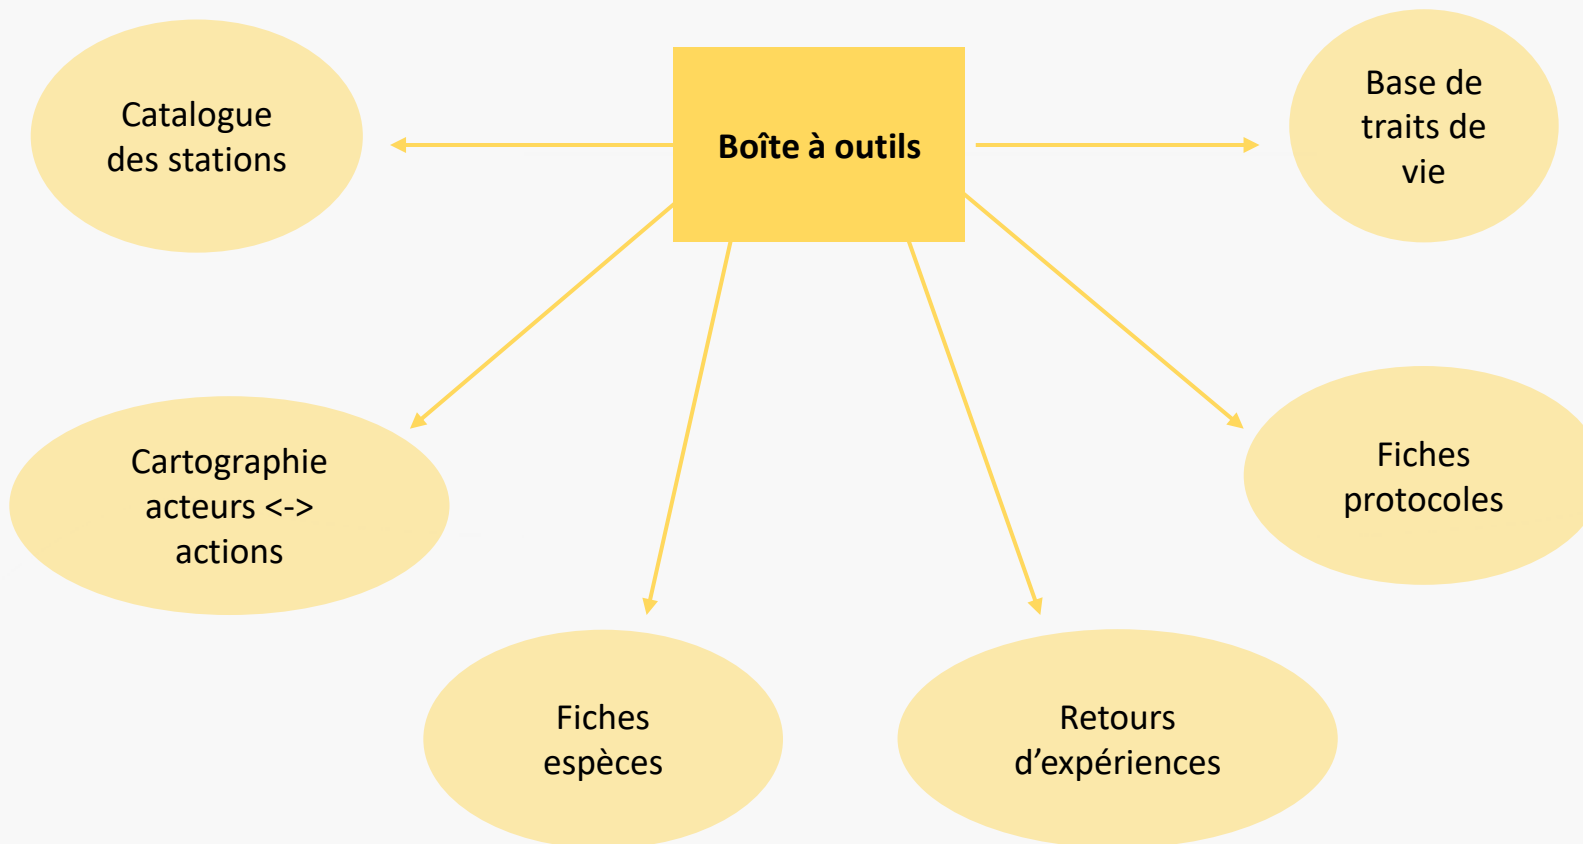 Catalogue
des stations
Boîte à outils
Base de
traits de
vie
Cartographie
acteurs <->
actions
Fiches
protocoles
Fiches
espèces
Retours
d’expériences